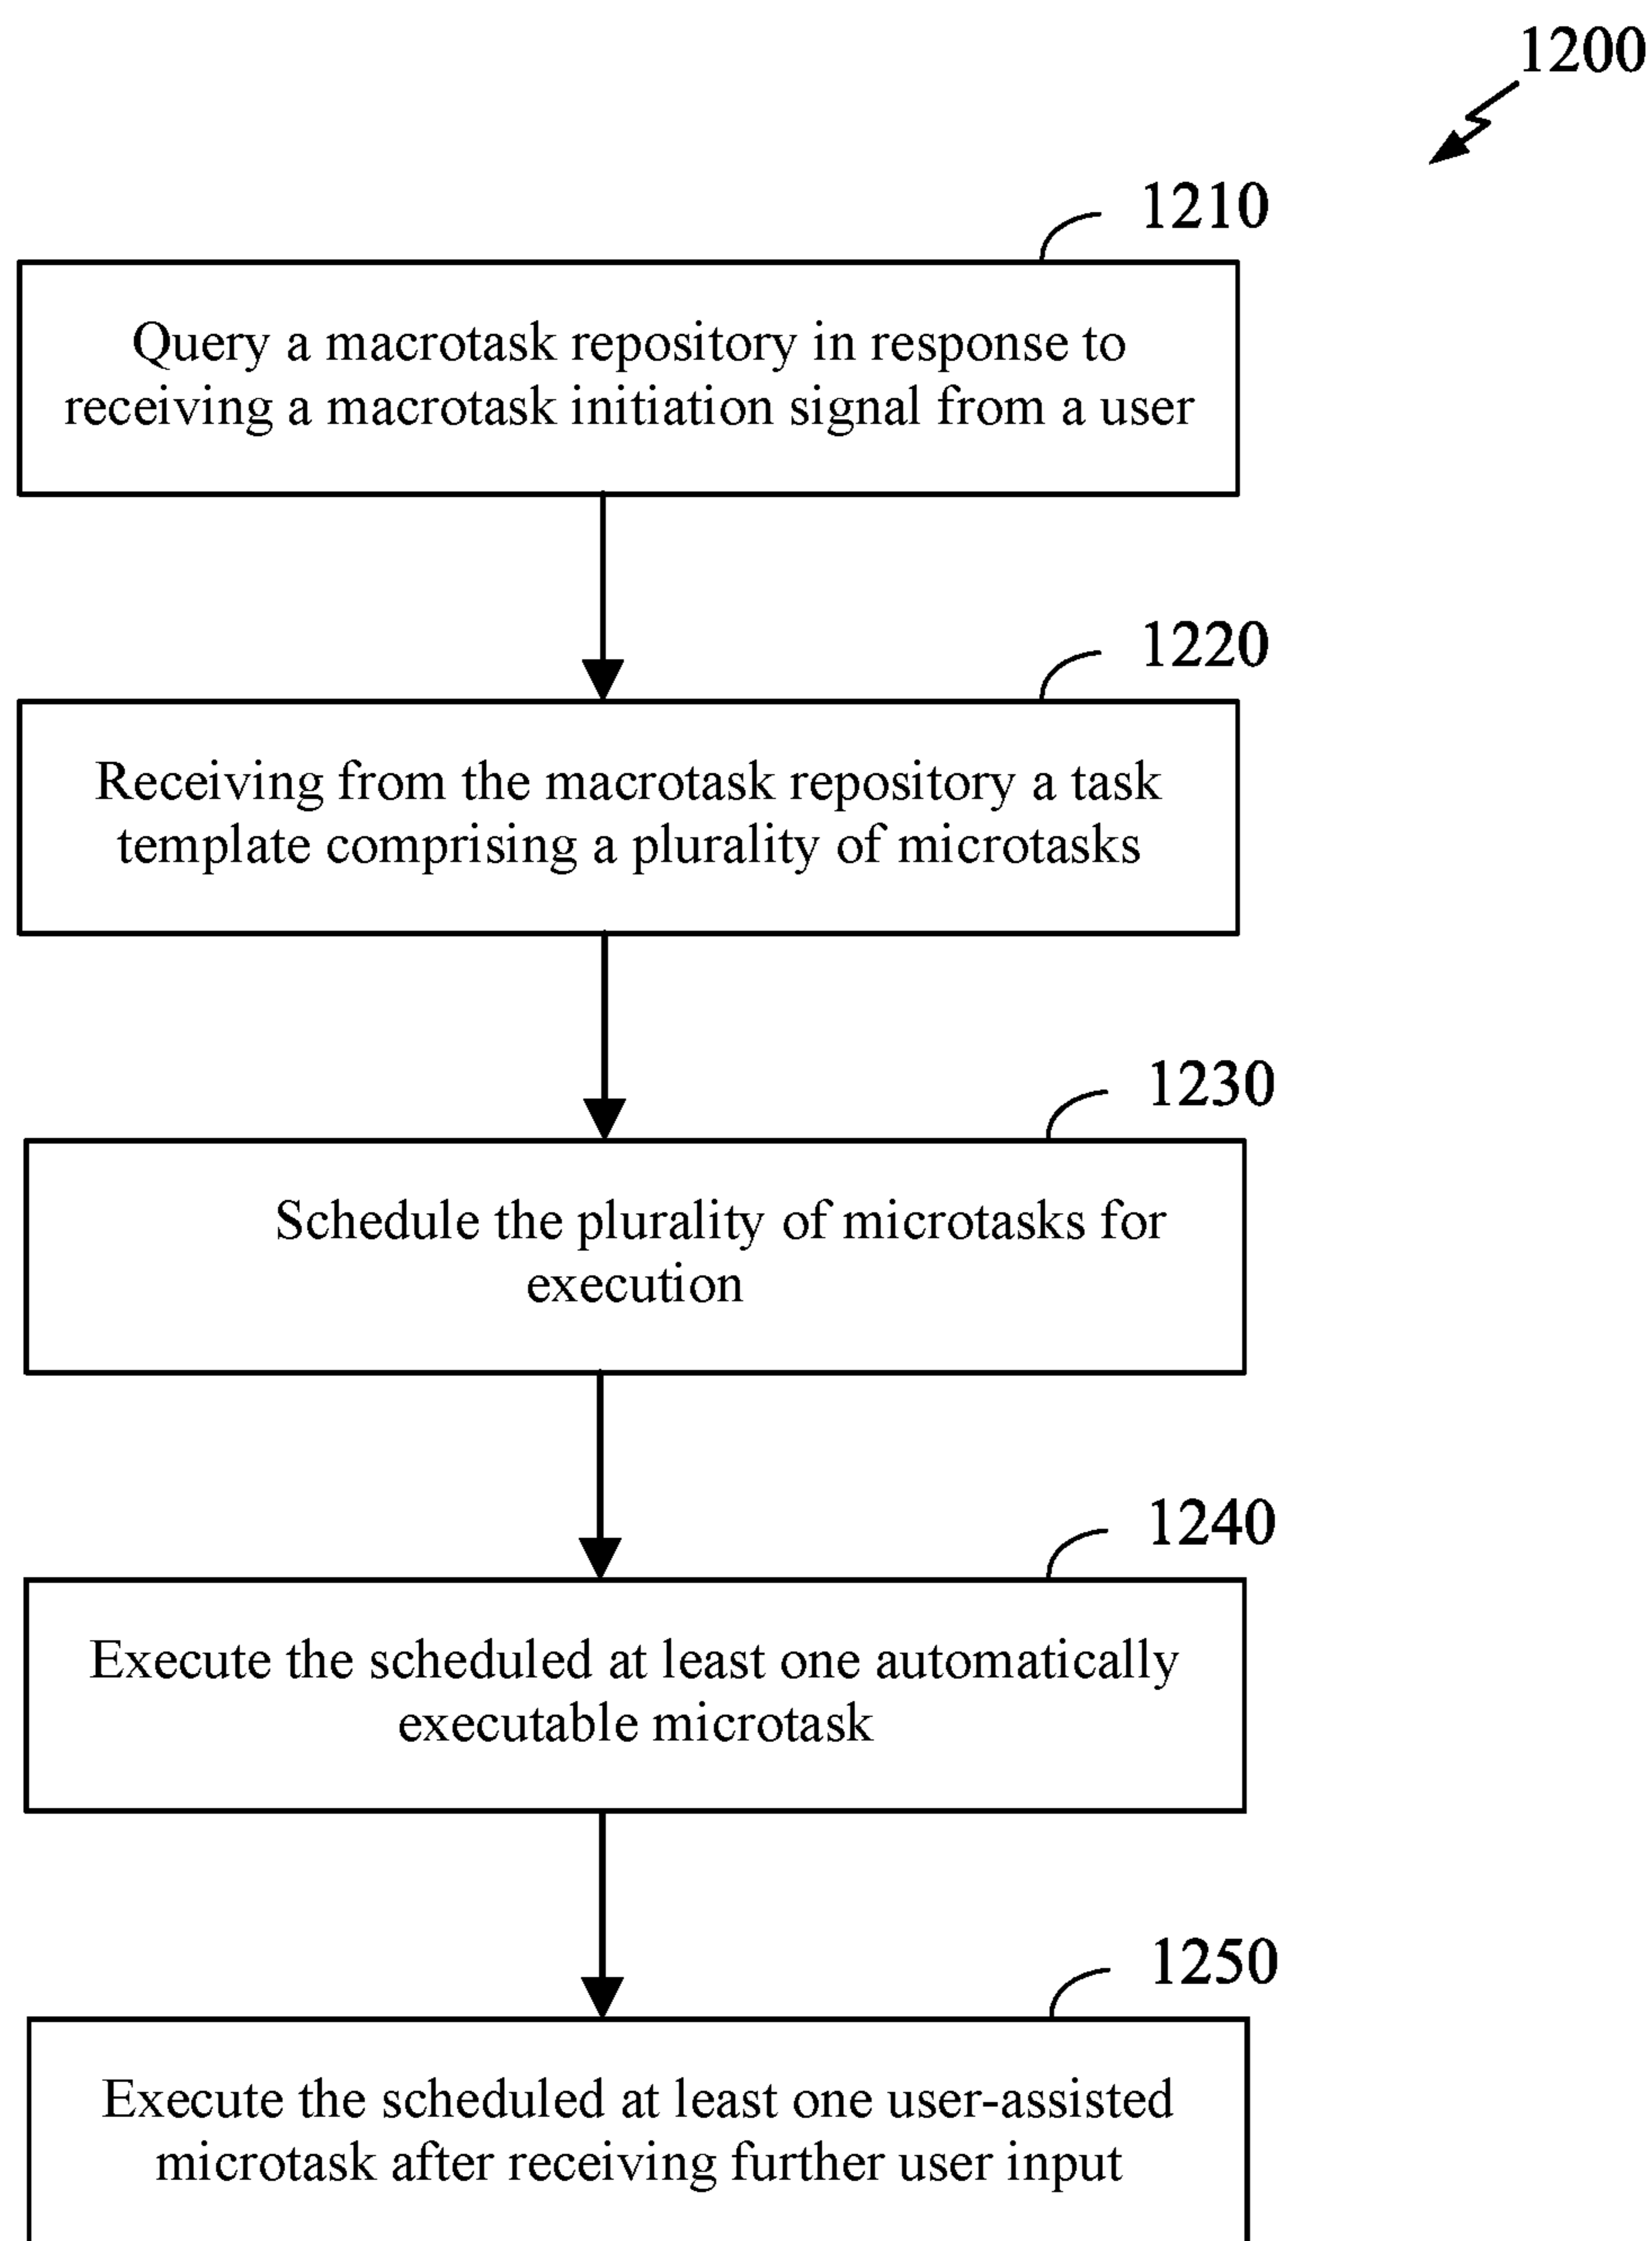 1200
1210
Query a macrotask repository in response to
receiving a macrotask initiation signal from a user
1220
Receiving from the macrotask repository a task
template comprising a plurality of microtasks
1230
Schedule the plurality of microtasks for
execution
1240
Execute the scheduled at least one automatically
executable microtask
1250
Execute the scheduled at least one user-assisted
microtask after receiving further user input